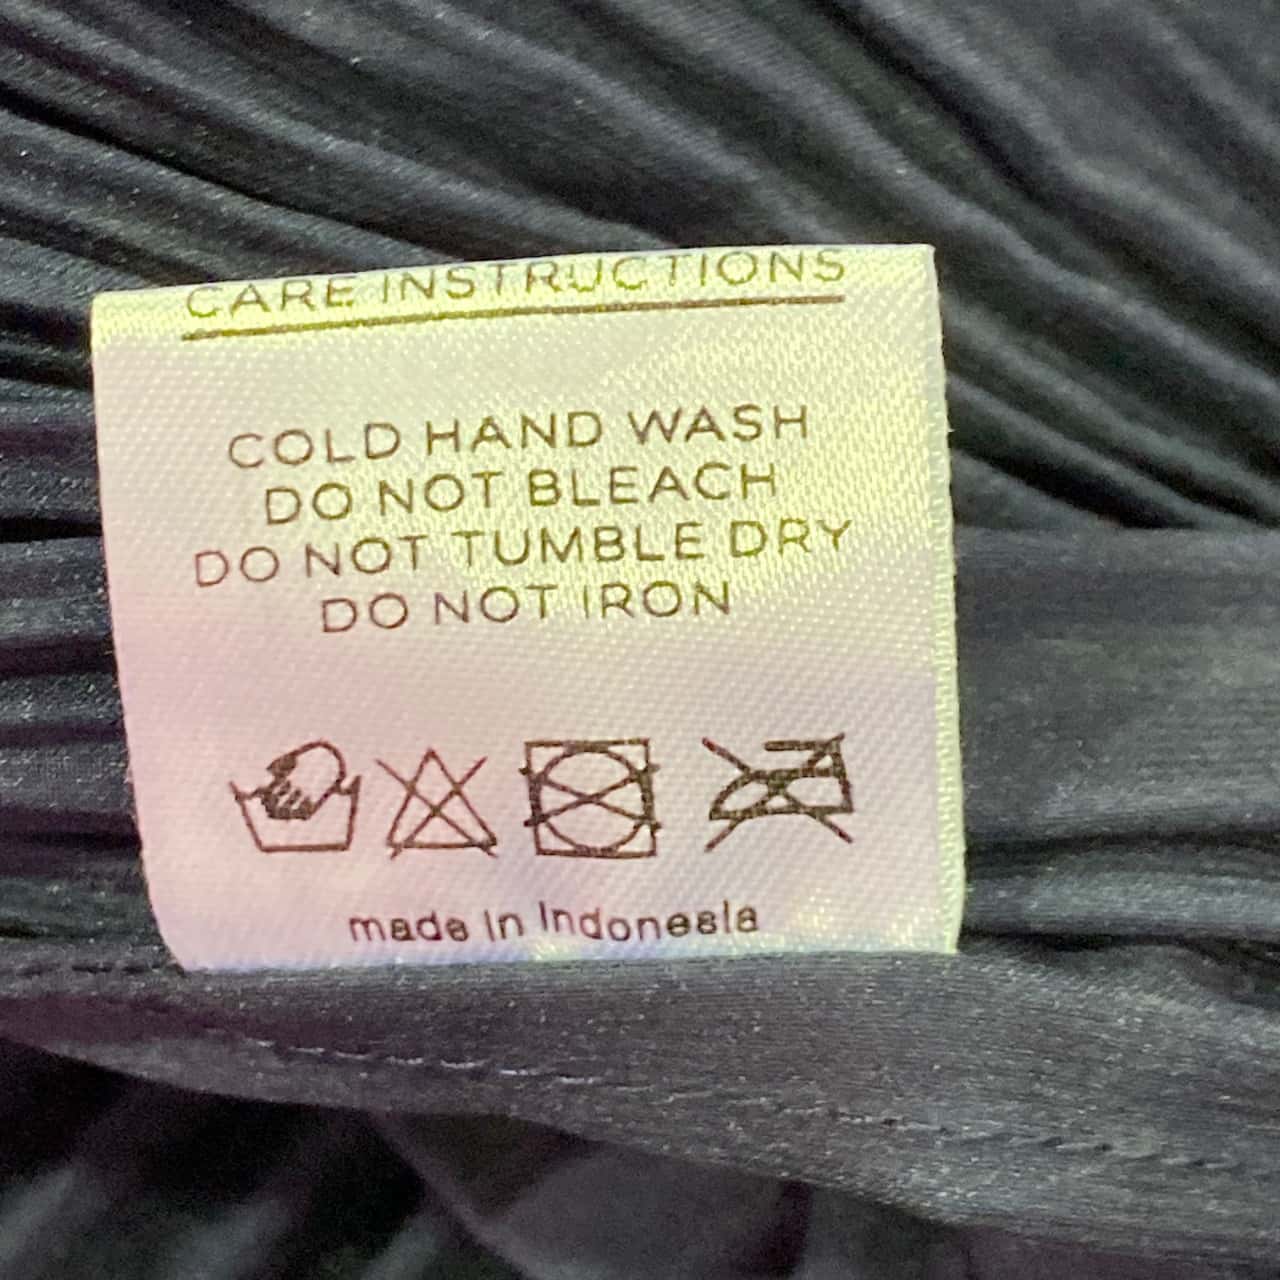 CARE INSTRUCTIONS
COLD HAND WASH
DO NOT BLEACH
DO NOT TUMBLE DRY
DO NOT IRON
made in Indonesia